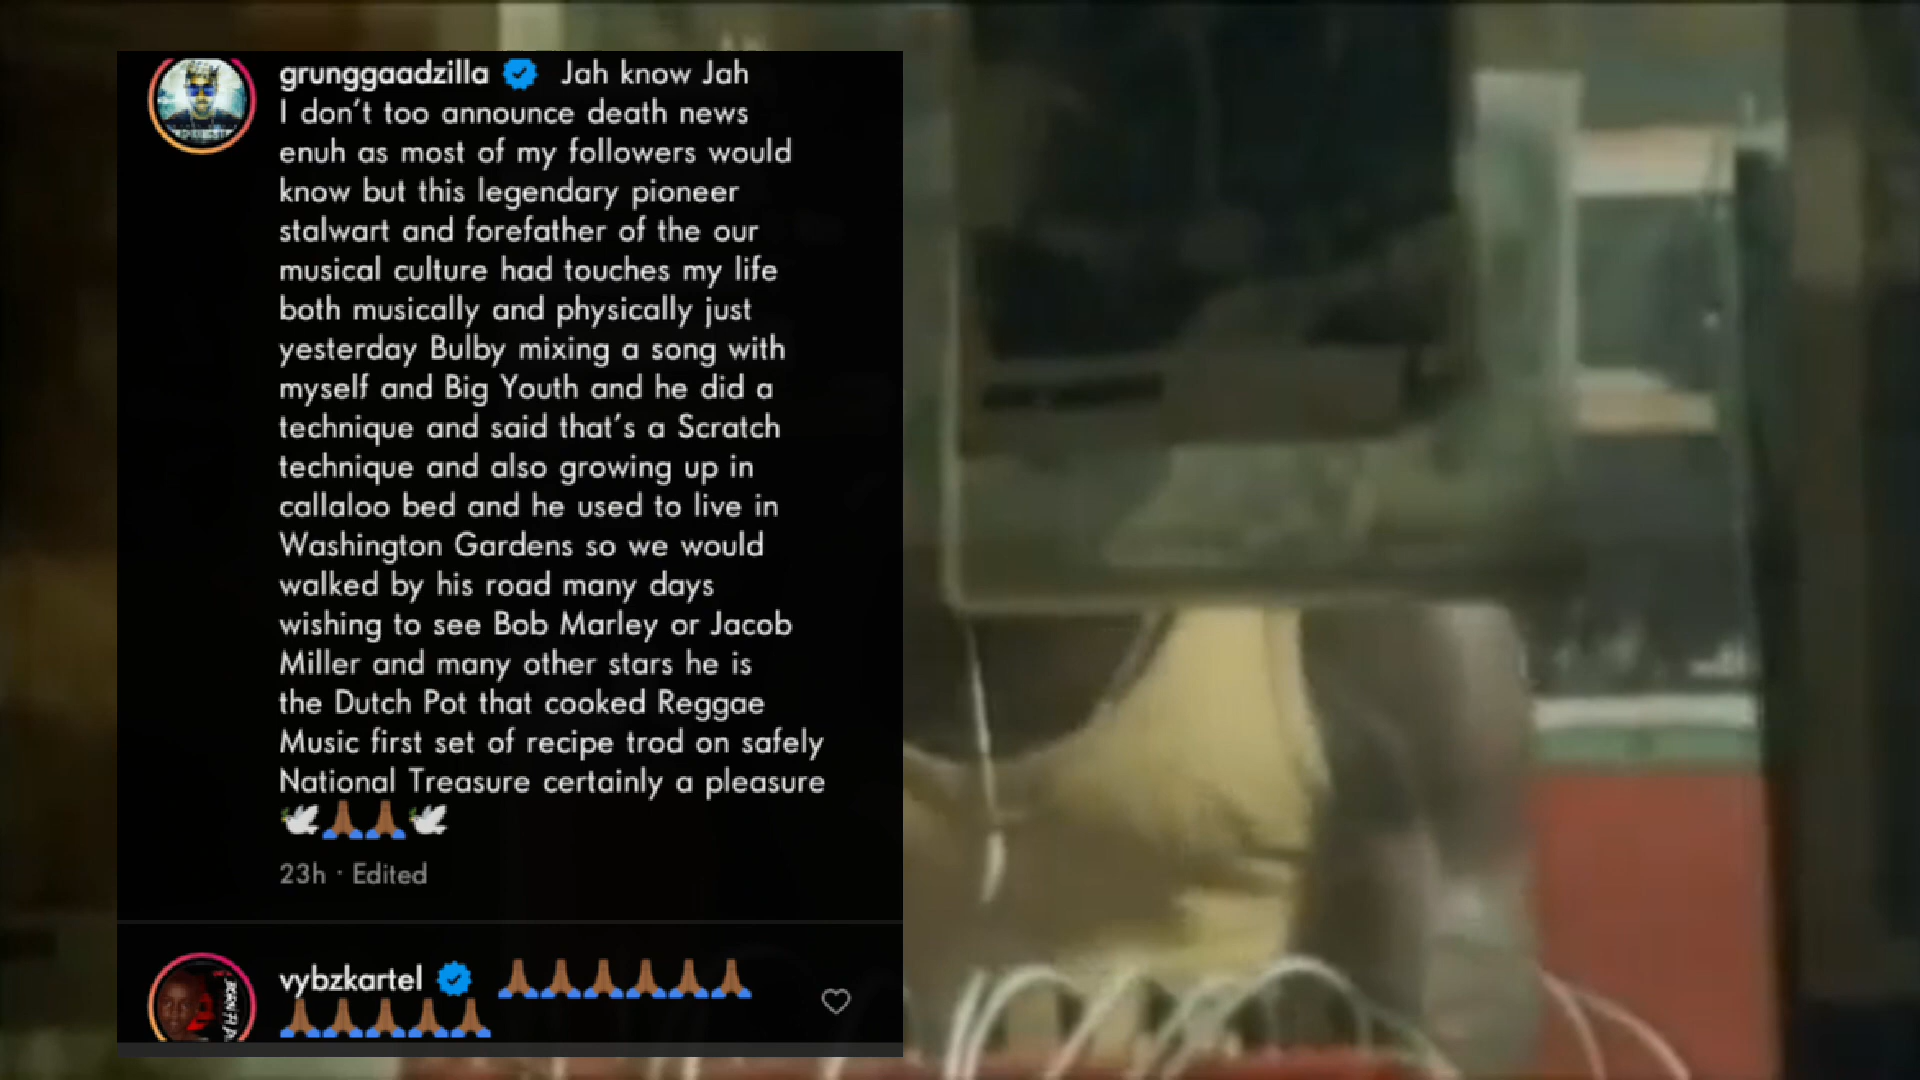 grunggaadzilla Jah know Jah
I don't too announce death news
enuh as most of my followers would
know but this legendary pioneer
stalwart and forefather of the our
musical culture had touches my life
both musically and physically just
yesterday Bulby mixing a song with
myself and Big Youth and he did a
technique and said that's a Scratch
technique and also growing up in
callaloo bed and he used to live in
Washington Gardens so we would
walked by his road many days
wishing to see Bob Marley or Jacob
Miller and many other stars he is
the Dutch Pot that cooked Reggae
Music first set of recipe trod on safely
National Treasure certainly a pleasure
🕊️🙏🏾🙏🏾🕊️
23h · Edited
vybzkartel 🙏🏾🙏🏾🙏🏾🙏🏾🙏🏾🙏🏾
🙏🏾🙏🏾🙏🏾🙏🏾🙏🏾